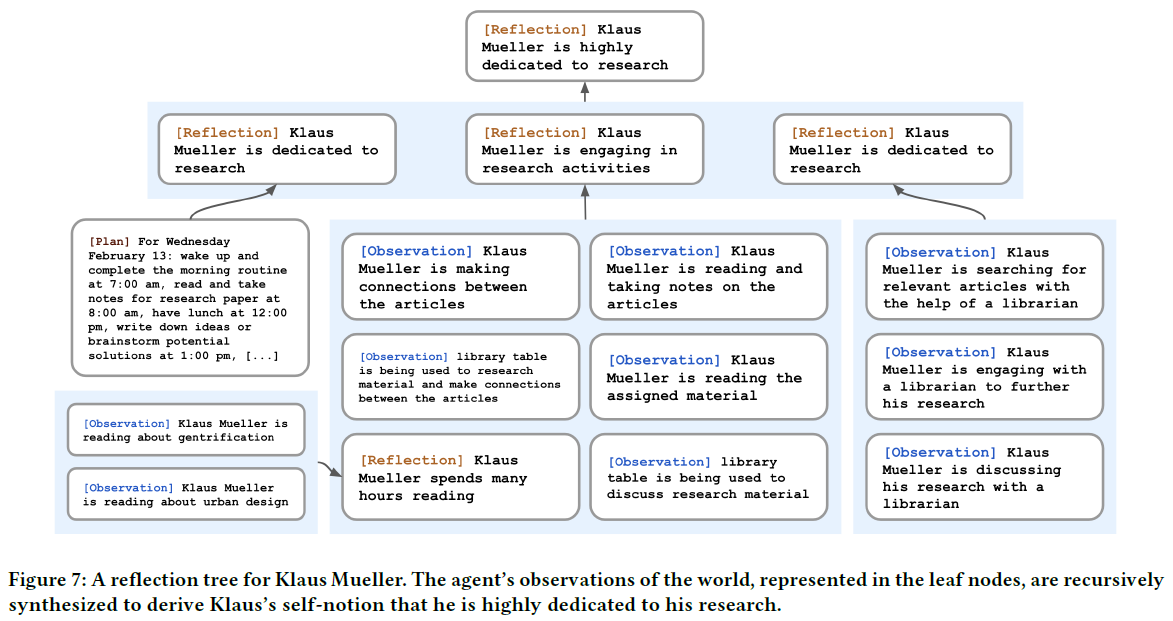 [Reflection] Klaus
Mueller is highly
dedicated to research
[Reflection] Klaus
Mueller is dedicated to
research
[Reflection] Klaus
Mueller is engaging in
research activities
[Reflection] Klaus
Mueller is dedicated to
research
[Plan] For Wednesday
February 13: wake up and
complete the morning routine
at 7:00 am, read and take
notes for research paper at
8:00 am, have lunch at 12:00
pm, write down ideas or
brainstorm potential
solutions at 1:00 pm, [...]
[Observation] Klaus Mueller is
reading about gentrification
[Observation] Klaus Mueller
is reading about urban design
[Observation] Klaus
Mueller is making
connections between
the articles
[Observation] Klaus
Mueller is reading and
taking notes on the
articles
[Observation] library table
is being used to research
material and make connections
between the articles
[Observation] Klaus
Mueller is reading the
assigned material
[Reflection] Klaus
Mueller spends many
hours reading
[Observation] library
table is being used to
discuss research material
[Observation] Klaus
Mueller is searching for
relevant articles with
the help of a librarian
[Observation] Klaus
Mueller is engaging with
a librarian to further
his research
[Observation] Klaus
Mueller is discussing
his research with a
librarian
Figure 7: A reflection tree for Klaus Mueller. The agent's observations of the world, represented in the leaf nodes, are recursively
synthesized to derive Klaus's self-notion that he is highly dedicated to his research.